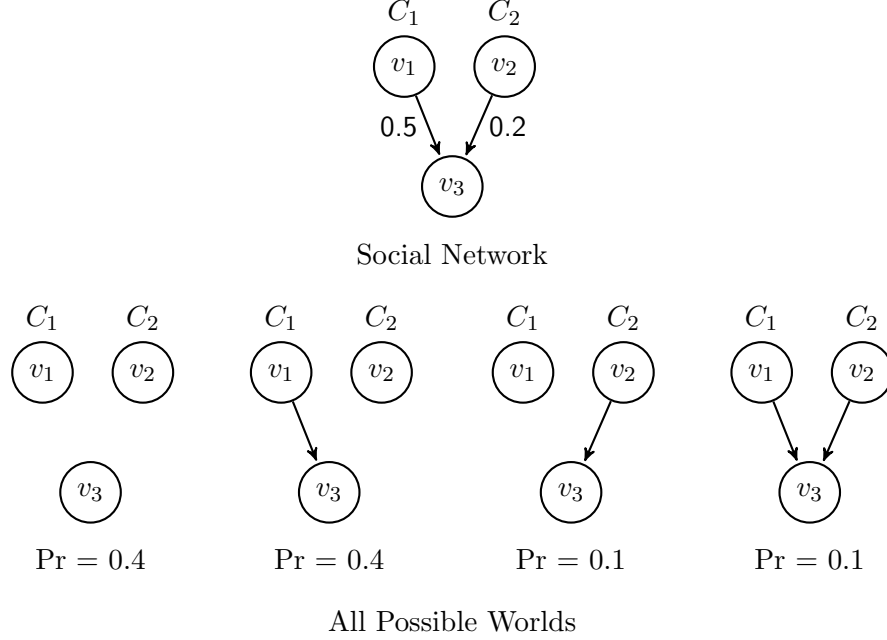 C₁ C₂
v₁ v₂
0.5 0.2
v₃
Social Network
C₁ C₂ C₁ C₂ C₁ C₂ C₁ C₂
v₁ v₂ v₁ v₂ v₁ v₂ v₁ v₂
v₃ v₃ v₃ v₃
Pr = 0.4 Pr = 0.4 Pr = 0.1 Pr = 0.1
All Possible Worlds